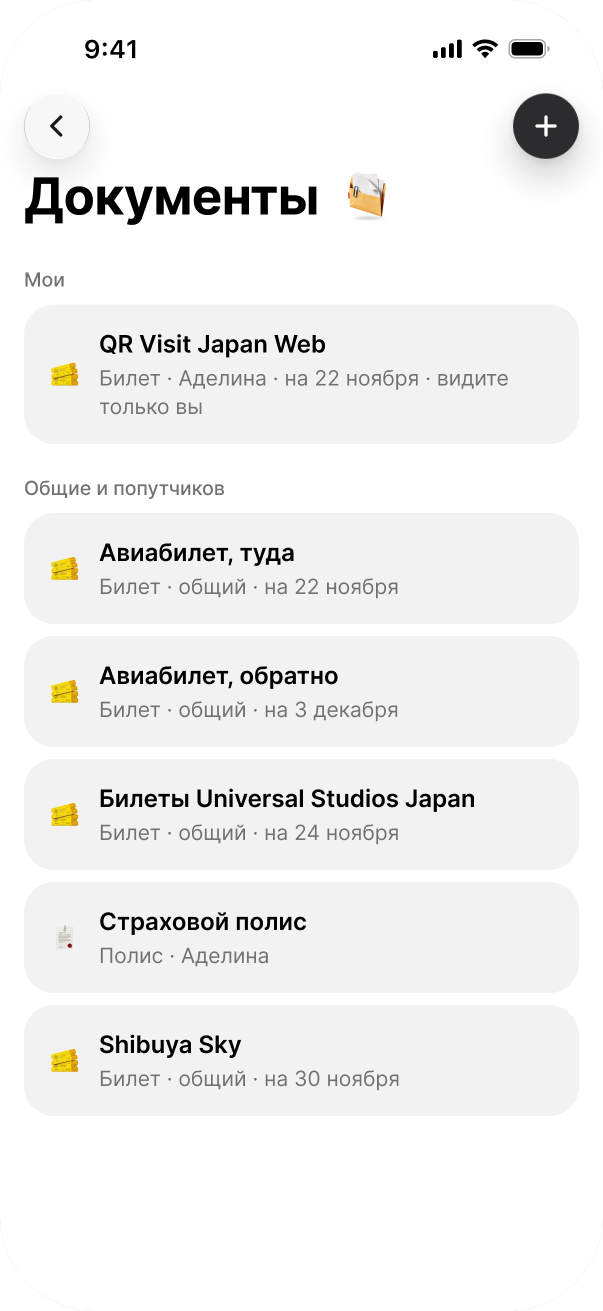 9:41
Документы
Мои
QR Visit Japan Web
Билет · Аделина · на 22 ноября · видите
только вы
Общие и попутчиков
Авиабилет, туда
Билет · общий · на 22 ноября
Авиабилет, обратно
Билет · общий · на 3 декабря
Билеты Universal Studios Japan
Билет · общий · на 24 ноября
Страховой полис
Полис · Аделина
Shibuya Sky
Билет · общий · на 30 ноября